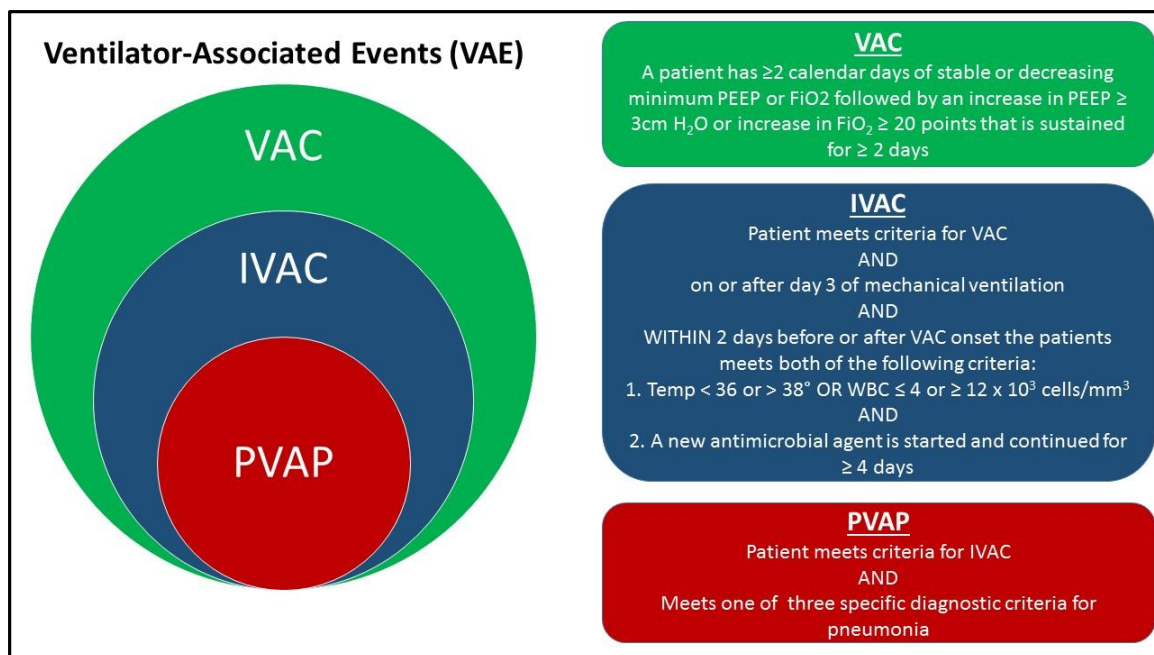 Ventilator-Associated Events (VAE)
VAC
IVAC
PVAP
VAC
A patient has ≥2 calendar days of stable or decreasing
minimum PEEP or FiO2 followed by an increase in PEEP ≥
3cm H₂O or increase in FiO₂ ≥ 20 points that is sustained
for ≥ 2 days
IVAC
Patient meets criteria for VAC
AND
on or after day 3 of mechanical ventilation
AND
WITHIN 2 days before or after VAC onset the patients
meets both of the following criteria:
1. Temp < 36 or > 38° OR WBC ≤ 4 or ≥ 12 x 10³ cells/mm³
AND
2. A new antimicrobial agent is started and continued for
≥ 4 days
PVAP
Patient meets criteria for IVAC
AND
Meets one of three specific diagnostic criteria for
pneumonia